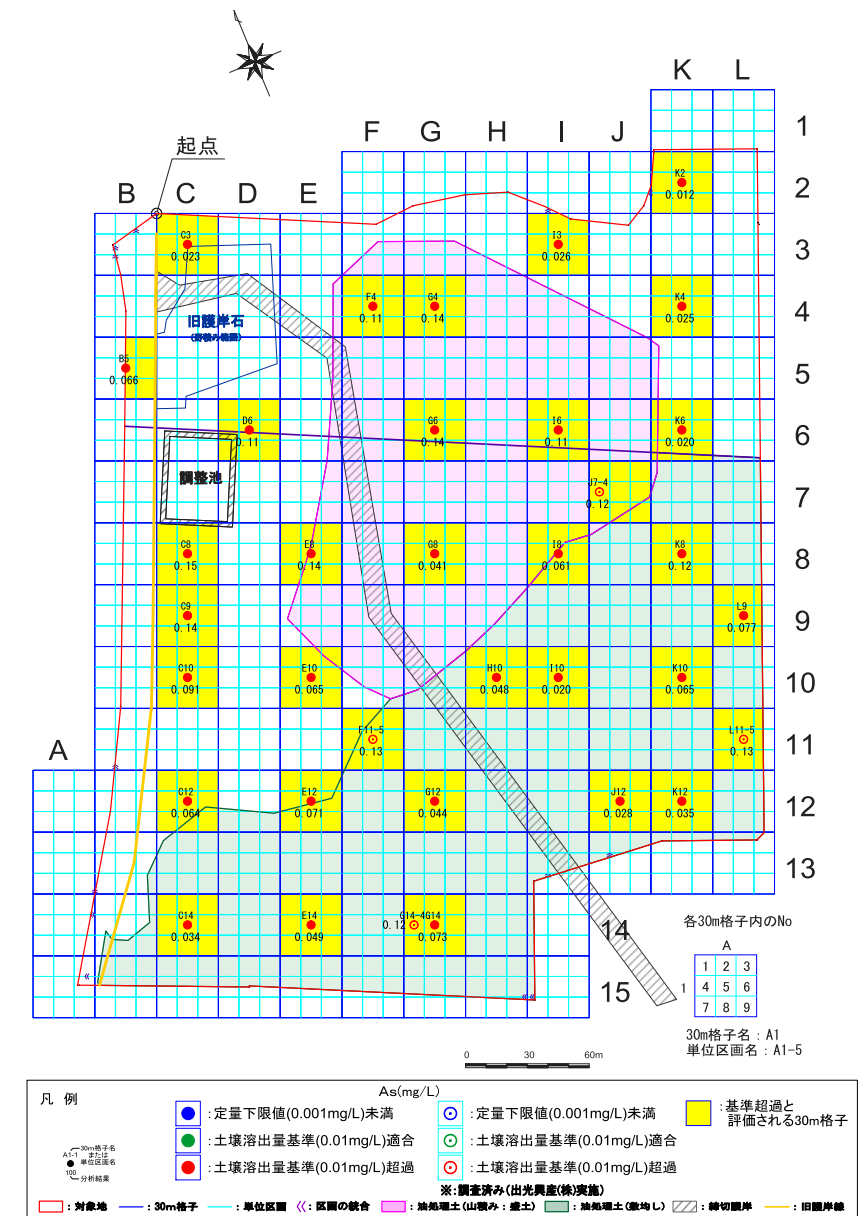 K L
1
F G H I J
起点
K2
0.012
2
B C D E
C3
0.023
I3
0.026
3
F4
0.11
G4
0.14
K4
0.025
4
旧護岸石
(野積み範囲)
B5
0.066
5
D6
0.11
G6
0.14
I6
0.11
K6
0.020
6
調整池
J7-4
0.12
7
C8
0.15
E8
0.14
G8
0.041
I8
0.061
K8
0.12
8
C9
0.14
L9
0.077
9
C10
0.091
E10
0.065
H10
0.048
I10
0.020
K10
0.065
10
F11-5
0.13
L11-5
0.13
11
A
C12
0.064
E12
0.071
G12
0.044
J12
0.028
K12
0.035
12
13
C14
0.034
E14
0.049
G14-4
0.12
G14
0.073
14
15
各30m格子内のNo
A
1 2 3
1 4 5 6
7 8 9
30m格子名：A1
単位区画名：A1-5
0 30 60m
凡 例
As(mg/L)
：定量下限値(0.001mg/L)未満
：定量下限値(0.001mg/L)未満
：基準超過と
評価される30m格子
：土壌溶出量基準(0.01mg/L)適合
：土壌溶出量基準(0.01mg/L)適合
：土壌溶出量基準(0.01mg/L)超過
：土壌溶出量基準(0.01mg/L)超過
30m格子名
または
単位区画名
A1-1
100
分析結果
※:調査済み(出光興産(株)実施)
：対象地 ：30m格子 ：単位区画 ：区画の統合 ：油処理土(山積み：盛土) ：油処理土(敷均し) ：締切護岸 ：旧護岸線